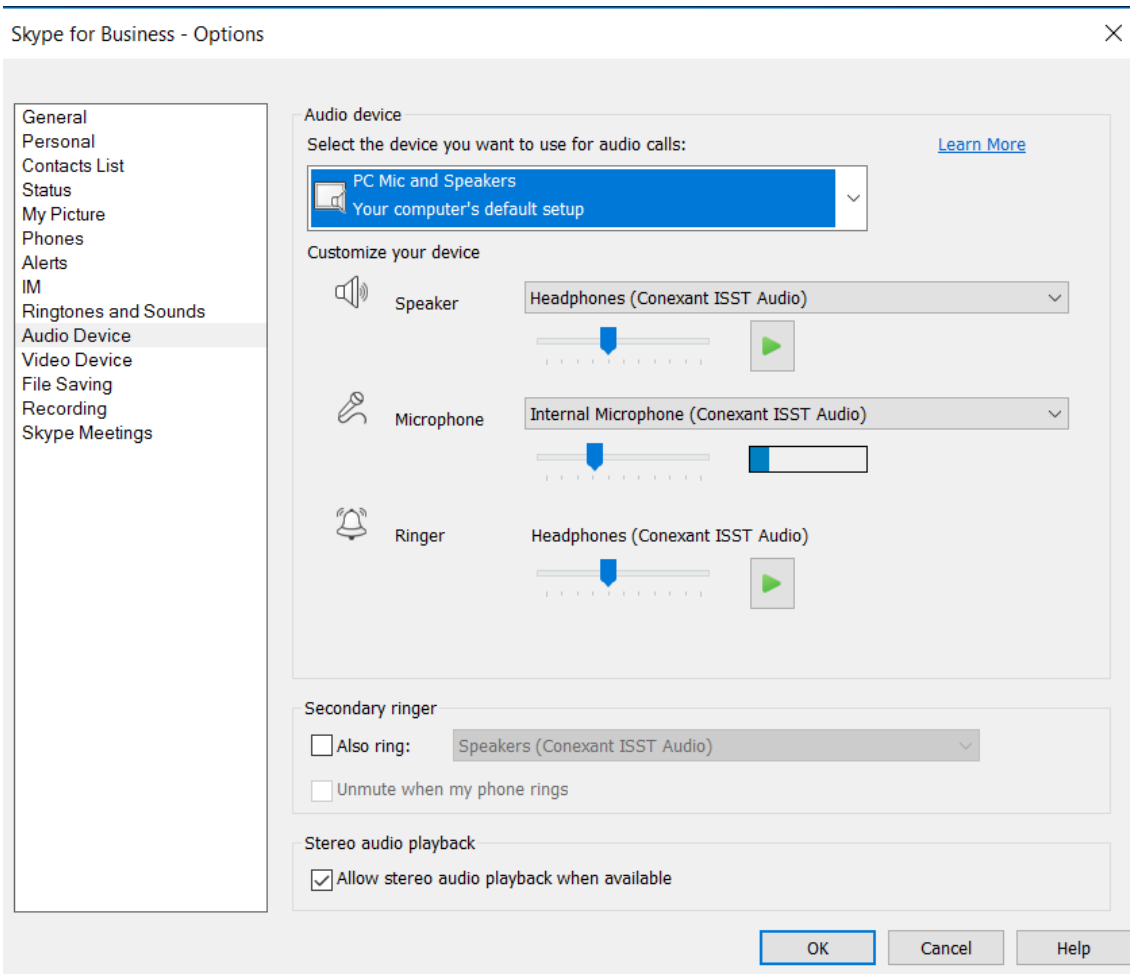 Skype for Business - Options
General
Personal
Contacts List
Status
My Picture
Phones
Alerts
IM
Ringtones and Sounds
Audio Device
Video Device
File Saving
Recording
Skype Meetings
Audio device
Select the device you want to use for audio calls:
Learn More
PC Mic and Speakers
Your computer's default setup
Customize your device
Speaker
Headphones (Conexant ISST Audio)
Microphone
Internal Microphone (Conexant ISST Audio)
Ringer
Headphones (Conexant ISST Audio)
Secondary ringer
Also ring:
Speakers (Conexant ISST Audio)
Unmute when my phone rings
Stereo audio playback
Allow stereo audio playback when available
OK
Cancel
Help